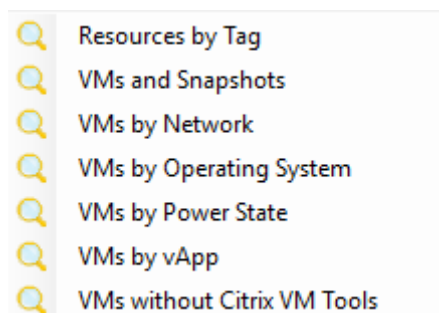 Resources by Tag
VMs and Snapshots
VMs by Network
VMs by Operating System
VMs by Power State
VMs by vApp
VMs without Citrix VM Tools